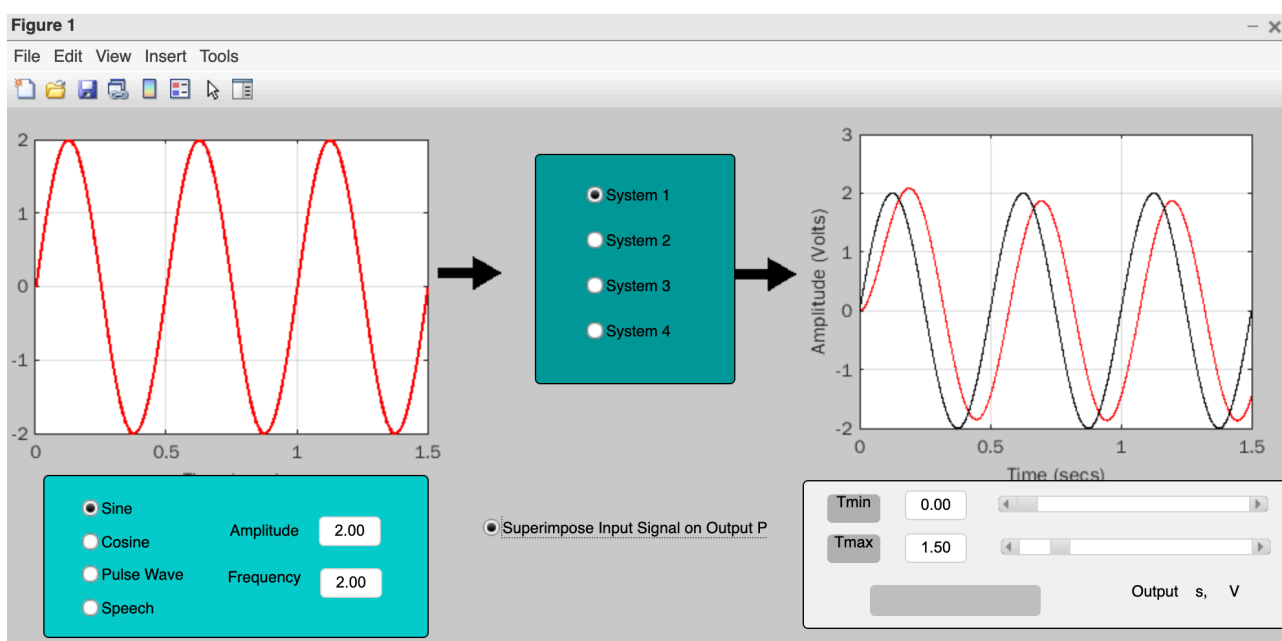 Figure 1
File Edit View Insert Tools
2
1
0
-1
-2
0 0.5 1 1.5
System 1
System 2
System 3
System 4
3
2
1
0
-1
-2
Amplitude (Volts)
0 0.5 1 1.5
Time (secs)
Sine
Cosine
Pulse Wave
Speech
Amplitude 2.00
Frequency 2.00
Superimpose Input Signal on Output P
Tmin 0.00
Tmax 1.50
Output s, V